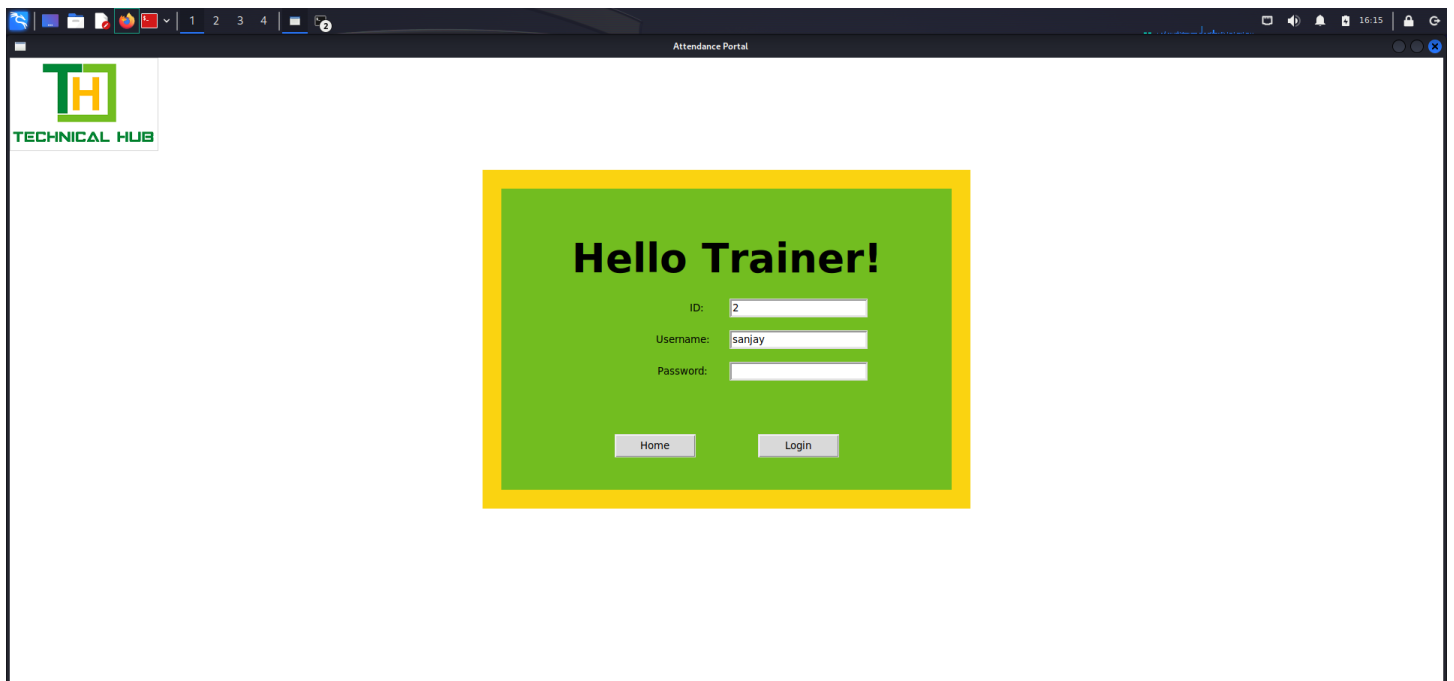 1 2 3 4 2 16:15
Attendance Portal
TH
TECHNICAL HUB
Hello Trainer!
ID: 2
Username: sanjay
Password:
Home Login